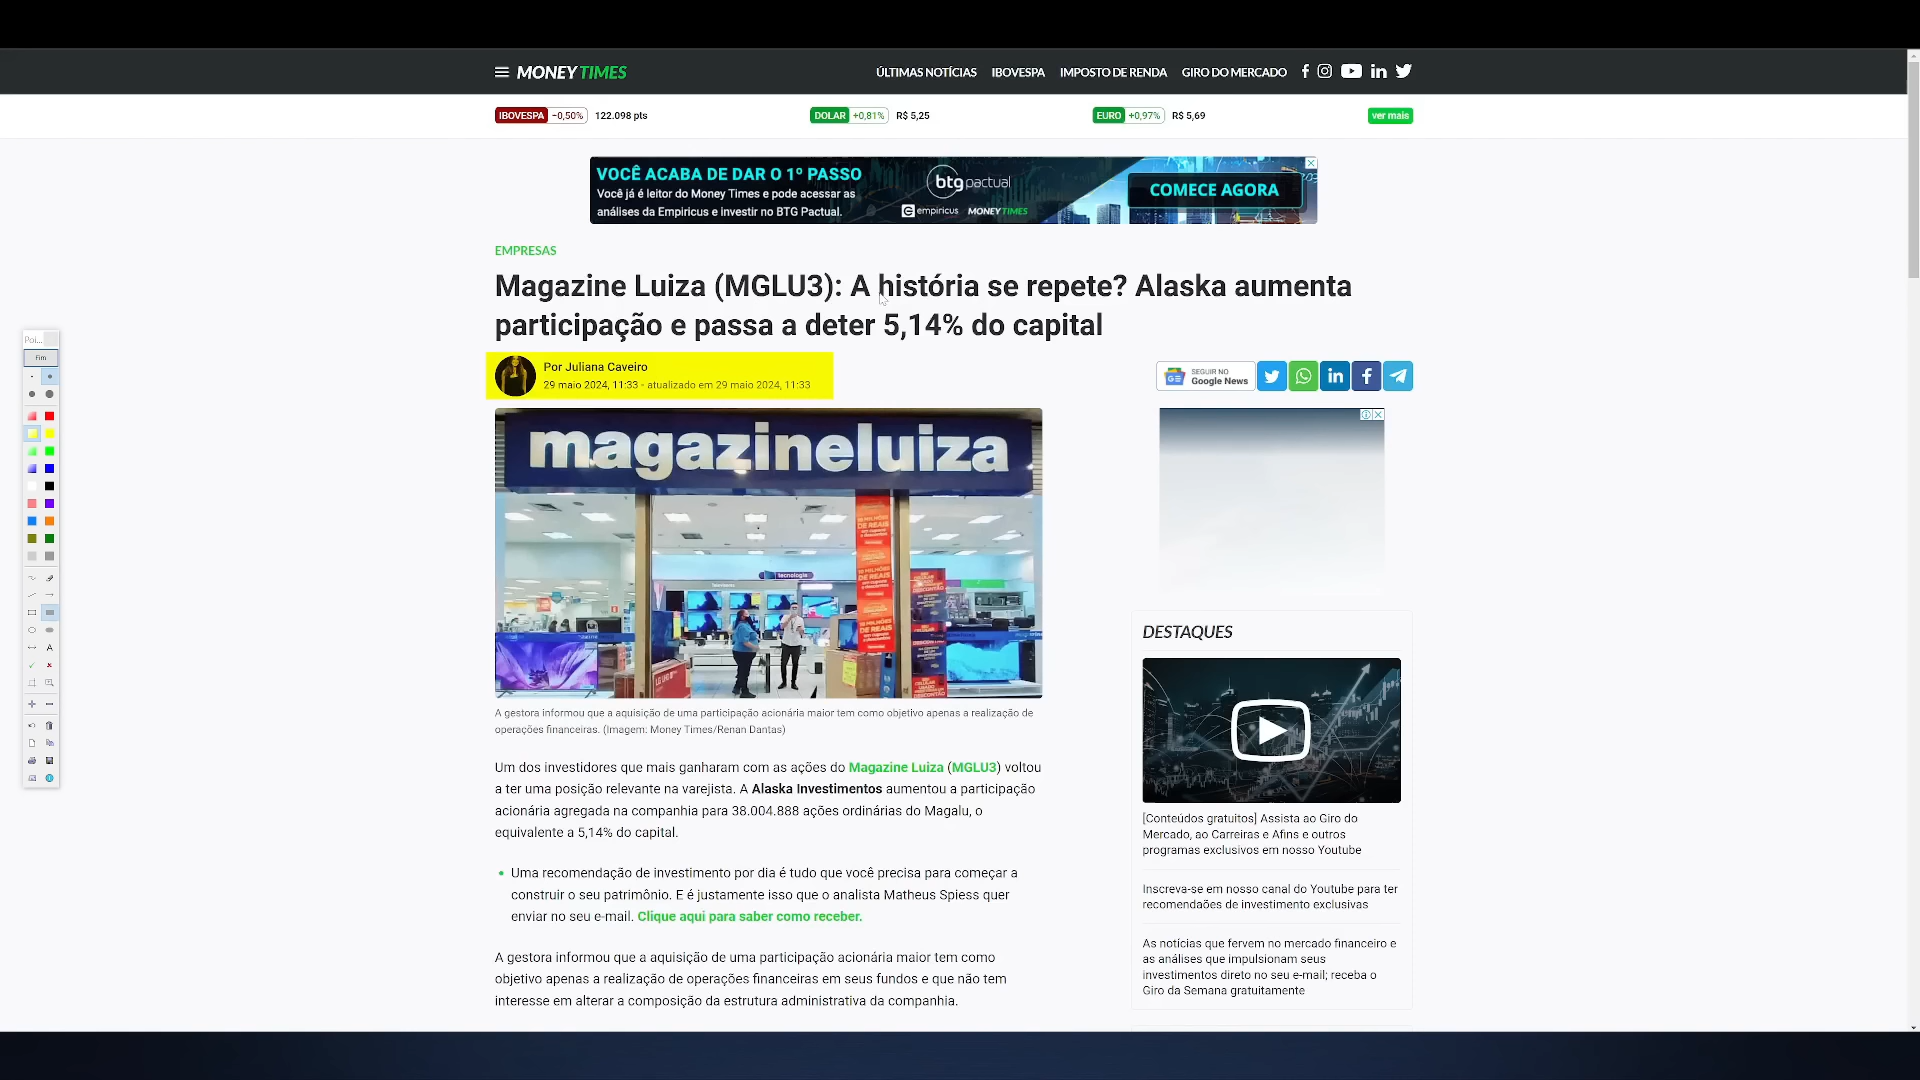 MONEY TIMES
ÚLTIMAS NOTÍCIAS IBOVESPA IMPOSTO DE RENDA GIRO DO MERCADO
IBOVESPA −0,50% 122.098 pts DOLAR +0,81% R$ 5,25 EURO +0,97% R$ 5,69 ver mais
VOCÊ ACABA DE DAR O 1º PASSO
Você já é leitor do Money Times e pode acessar as
análises da Empiricus e investir no BTG Pactual.
btgpactual
empiricus MONEY TIMES
COMECE AGORA
EMPRESAS
Magazine Luiza (MGLU3): A história se repete? Alaska aumenta
participação e passa a deter 5,14% do capital
Por Juliana Caveiro
29 maio 2024, 11:33 - atualizado em 29 maio 2024, 11:33
SEGUIR NO
Google News
Poi...
Fim
magazineluiza
tecnologia
A gestora informou que a aquisição de uma participação acionária maior tem como objetivo apenas a realização de
operações financeiras. (Imagem: Money Times/Renan Dantas)
Um dos investidores que mais ganharam com as ações do Magazine Luiza (MGLU3) voltou
a ter uma posição relevante na varejista. A Alaska Investimentos aumentou a participação
acionária agregada na companhia para 38.004.888 ações ordinárias do Magalu, o
equivalente a 5,14% do capital.
• Uma recomendação de investimento por dia é tudo que você precisa para começar a
construir o seu patrimônio. E é justamente isso que o analista Matheus Spiess quer
enviar no seu e-mail. Clique aqui para saber como receber.
A gestora informou que a aquisição de uma participação acionária maior tem como
objetivo apenas a realização de operações financeiras em seus fundos e que não tem
interesse em alterar a composição da estrutura administrativa da companhia.
DESTAQUES
[Conteúdos gratuitos] Assista ao Giro do
Mercado, ao Carreiras e Afins e outros
programas exclusivos em nosso Youtube
Inscreva-se em nosso canal do Youtube para ter
recomendaões de investimento exclusivas
As notícias que fervem no mercado financeiro e
as análises que impulsionam seus
investimentos direto no seu e-mail; receba o
Giro da Semana gratuitamente